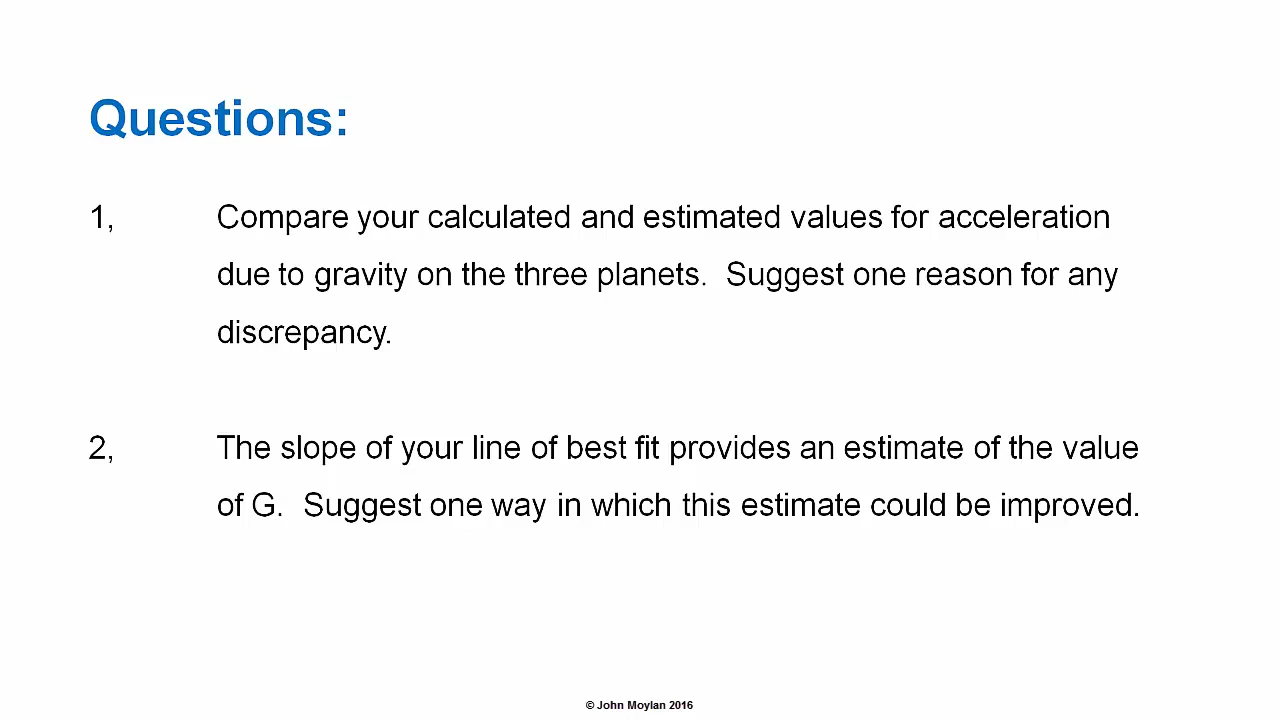 Questions:
1, Compare your calculated and estimated values for acceleration
due to gravity on the three planets.  Suggest one reason for any
discrepancy.
2, The slope of your line of best fit provides an estimate of the value
of G.  Suggest one way in which this estimate could be improved.
© John Moylan 2016